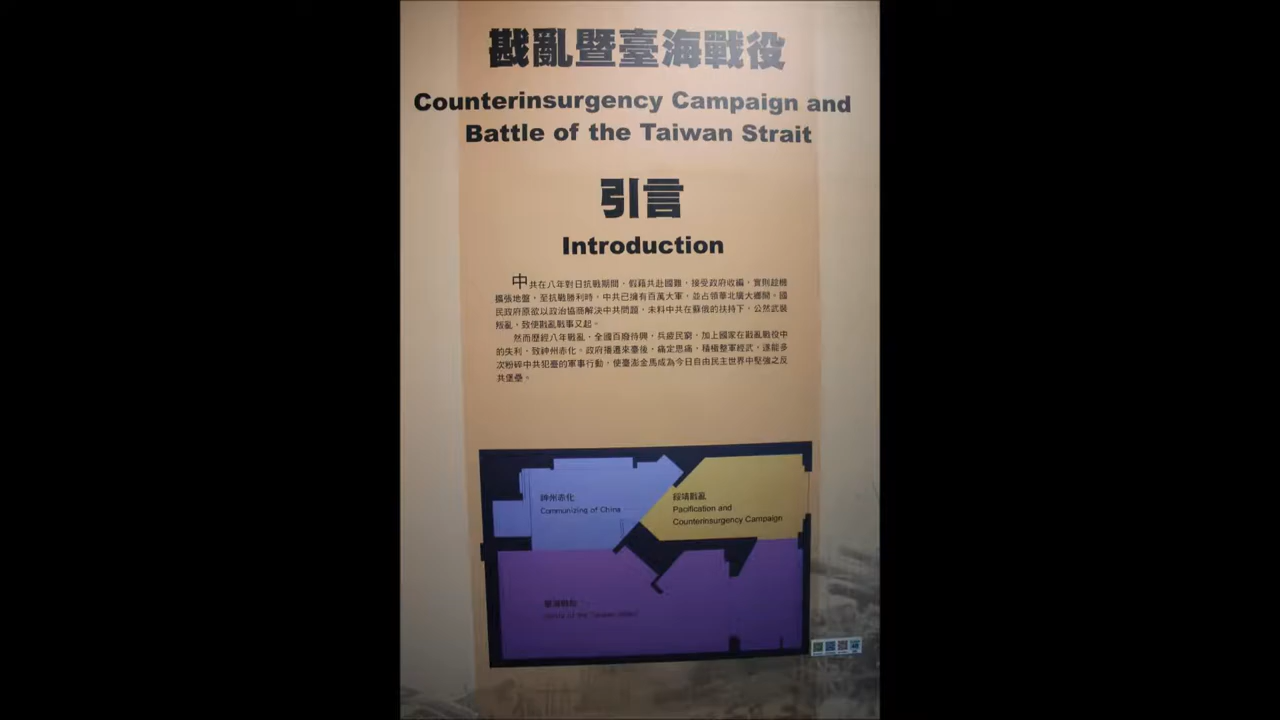 戡亂暨臺海戰役
Counterinsurgency Campaign and
Battle of the Taiwan Strait
引言
Introduction
中共在八年對日抗戰期間，假藉共赴國難，接受政府收編，實則趁機
擴張地盤，至抗戰勝利時，中共已擁有百萬大軍，並占領華北廣大鄉閭。國
民政府原欲以政治協商解決中共問題，未料中共在蘇俄的扶持下，公然武裝
叛亂，致使戡亂戰事又起。
然而歷經八年戰亂，全國百廢待興，兵疲民窮，加上國家在戡亂戰役中
的失利，致神州赤化。政府播遷來臺後，痛定思痛，積極整軍經武，遂能多
次粉碎中共犯臺的軍事行動，使臺澎金馬成為今日自由民主世界中堅強之反
共堡壘。
神州赤化
Communizing of China
綏靖戡亂
Pacification and
Counterinsurgency Campaign
臺海戰役
Battle of the Taiwan Strait